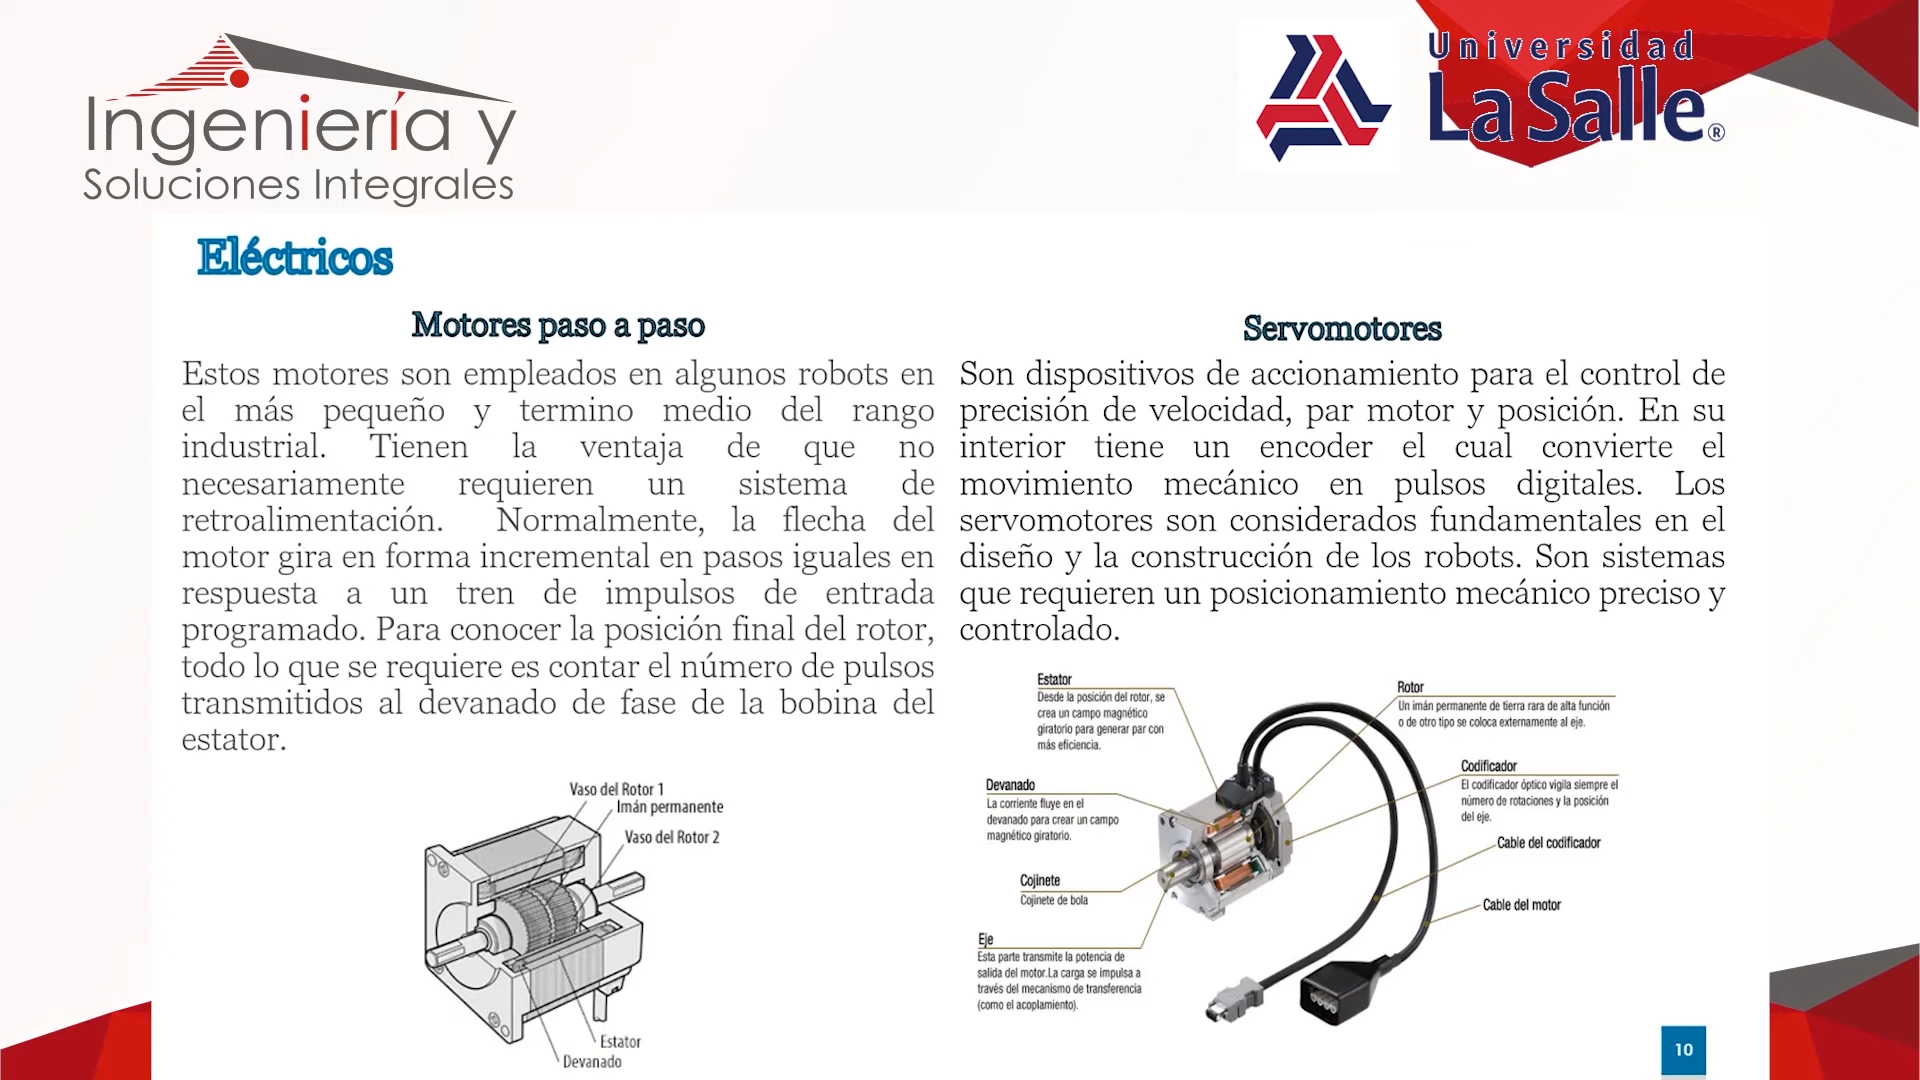 Ingeniería y
Soluciones Integrales
Universidad
La Salle®
Eléctricos
Motores paso a paso
Estos motores son empleados en algunos robots en
el más pequeño y termino medio del rango
industrial. Tienen la ventaja de que no
necesariamente requieren un sistema de
retroalimentación. Normalmente, la flecha del
motor gira en forma incremental en pasos iguales en
respuesta a un tren de impulsos de entrada
programado. Para conocer la posición final del rotor,
todo lo que se requiere es contar el número de pulsos
transmitidos al devanado de fase de la bobina del
estator.
Vaso del Rotor 1
Imán permanente
Vaso del Rotor 2
Estator
Devanado
Servomotores
Son dispositivos de accionamiento para el control de
precisión de velocidad, par motor y posición. En su
interior tiene un encoder el cual convierte el
movimiento mecánico en pulsos digitales. Los
servomotores son considerados fundamentales en el
diseño y la construcción de los robots. Son sistemas
que requieren un posicionamiento mecánico preciso y
controlado.
Estator
Desde la posición del rotor, se
crea un campo magnético
giratorio para generar par con
más eficiencia.
Devanado
La corriente fluye en el
devanado para crear un campo
magnético giratorio.
Cojinete
Cojinete de bola
Eje
Esta parte transmite la potencia de
salida del motor.La carga se impulsa a
través del mecanismo de transferencia
(como el acoplamiento).
Rotor
Un imán permanente de tierra rara de alta función
o de otro tipo se coloca externamente al eje.
Codificador
El codificador óptico vigila siempre el
número de rotaciones y la posición
del eje.
Cable del codificador
Cable del motor
10